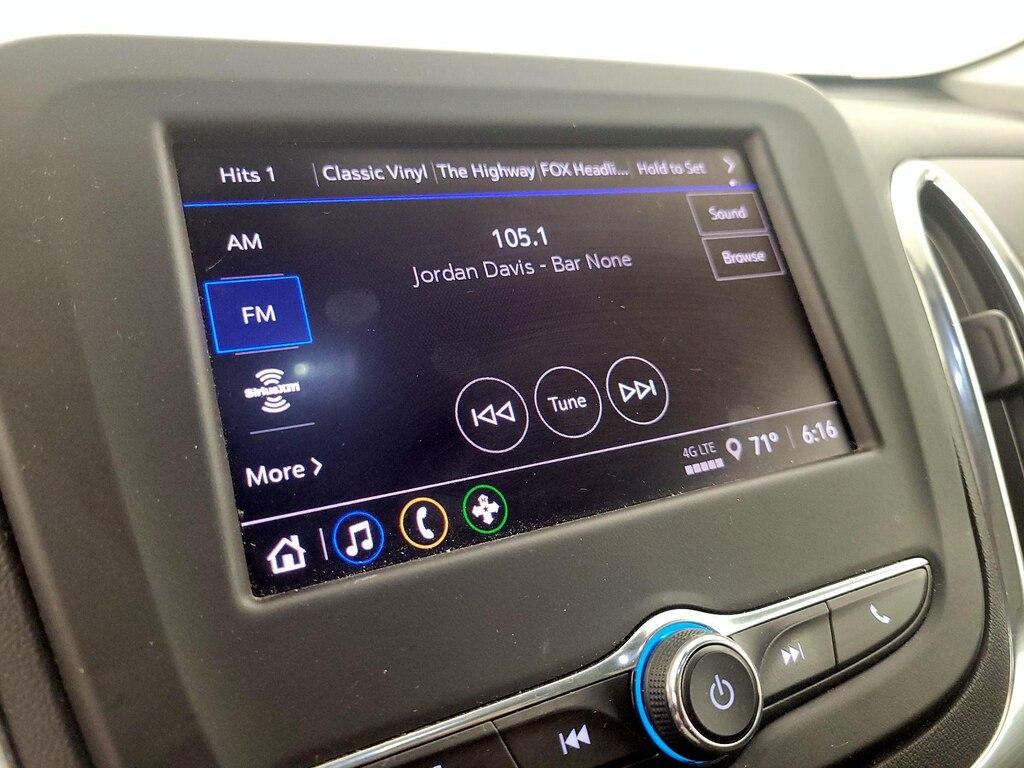 Hits 1
Classic Vinyl
The Highway
FOX Headli...
Hold to Set
AM
105.1
Sound
Jordan Davis - Bar None
Browse
FM
SiriusXM
Tune
More
4G LTE
71°
6:16